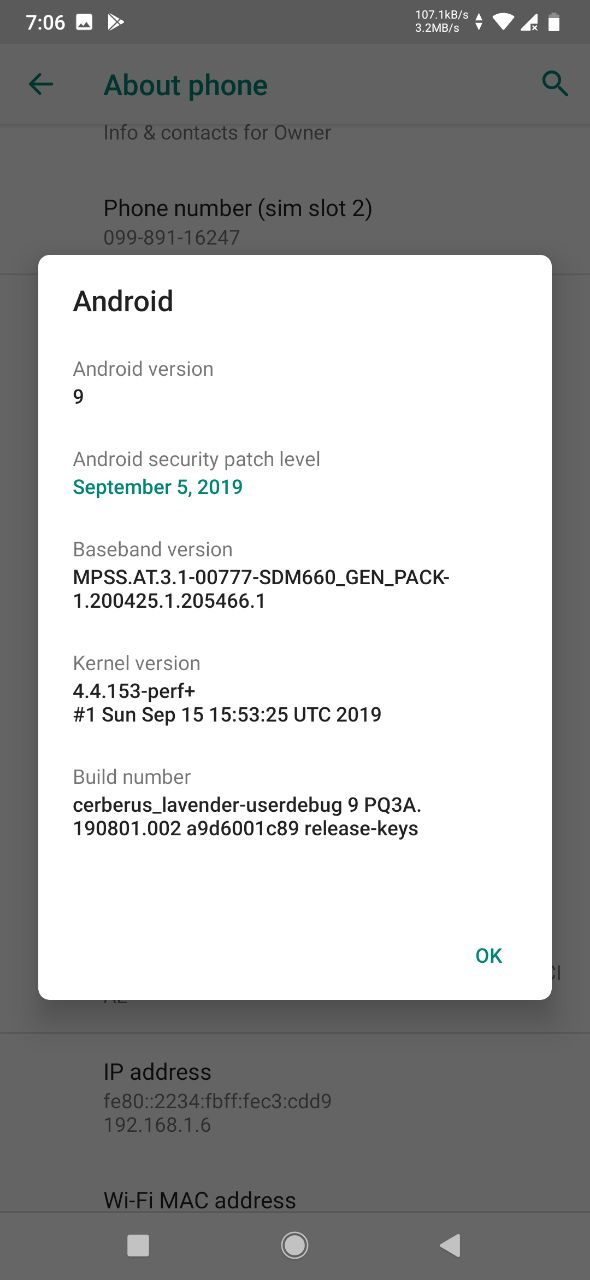 7:06
107.1kB/s
3.2MB/s
About phone
Info & contacts for Owner
Phone number (sim slot 2)
099-891-16247
Android
Android version
9
Android security patch level
September 5, 2019
Baseband version
MPSS.AT.3.1-00777-SDM660_GEN_PACK-
1.200425.1.205466.1
Kernel version
4.4.153-perf+
#1 Sun Sep 15 15:53:25 UTC 2019
Build number
cerberus_lavender-userdebug 9 PQ3A.
190801.002 a9d6001c89 release-keys
OK
IP address
fe80::2234:fbff:fec3:cdd9
192.168.1.6
Wi-Fi MAC address